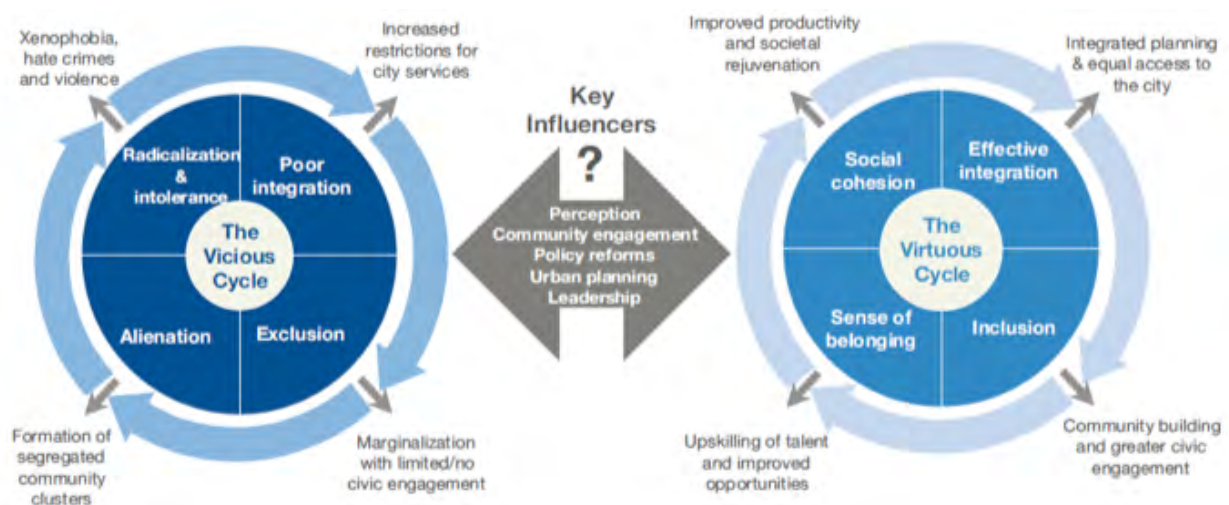 Xenophobia,
hate crimes
and violence
Increased
restrictions for
city services
Radicalization
&
intolerance
Poor
integration
The
Vicious
Cycle
Alienation
Exclusion
Formation of
segregated
community
clusters
Marginalization
with limited/no
civic engagement
Key
Influencers
?
Perception
Community engagement
Policy reforms
Urban planning
Leadership
Improved productivity
and societal
rejuvenation
Integrated planning
& equal access to
the city
Social
cohesion
Effective
integration
The
Virtuous
Cycle
Sense of
belonging
Inclusion
Upskilling of talent
and improved
opportunities
Community building
and greater civic
engagement